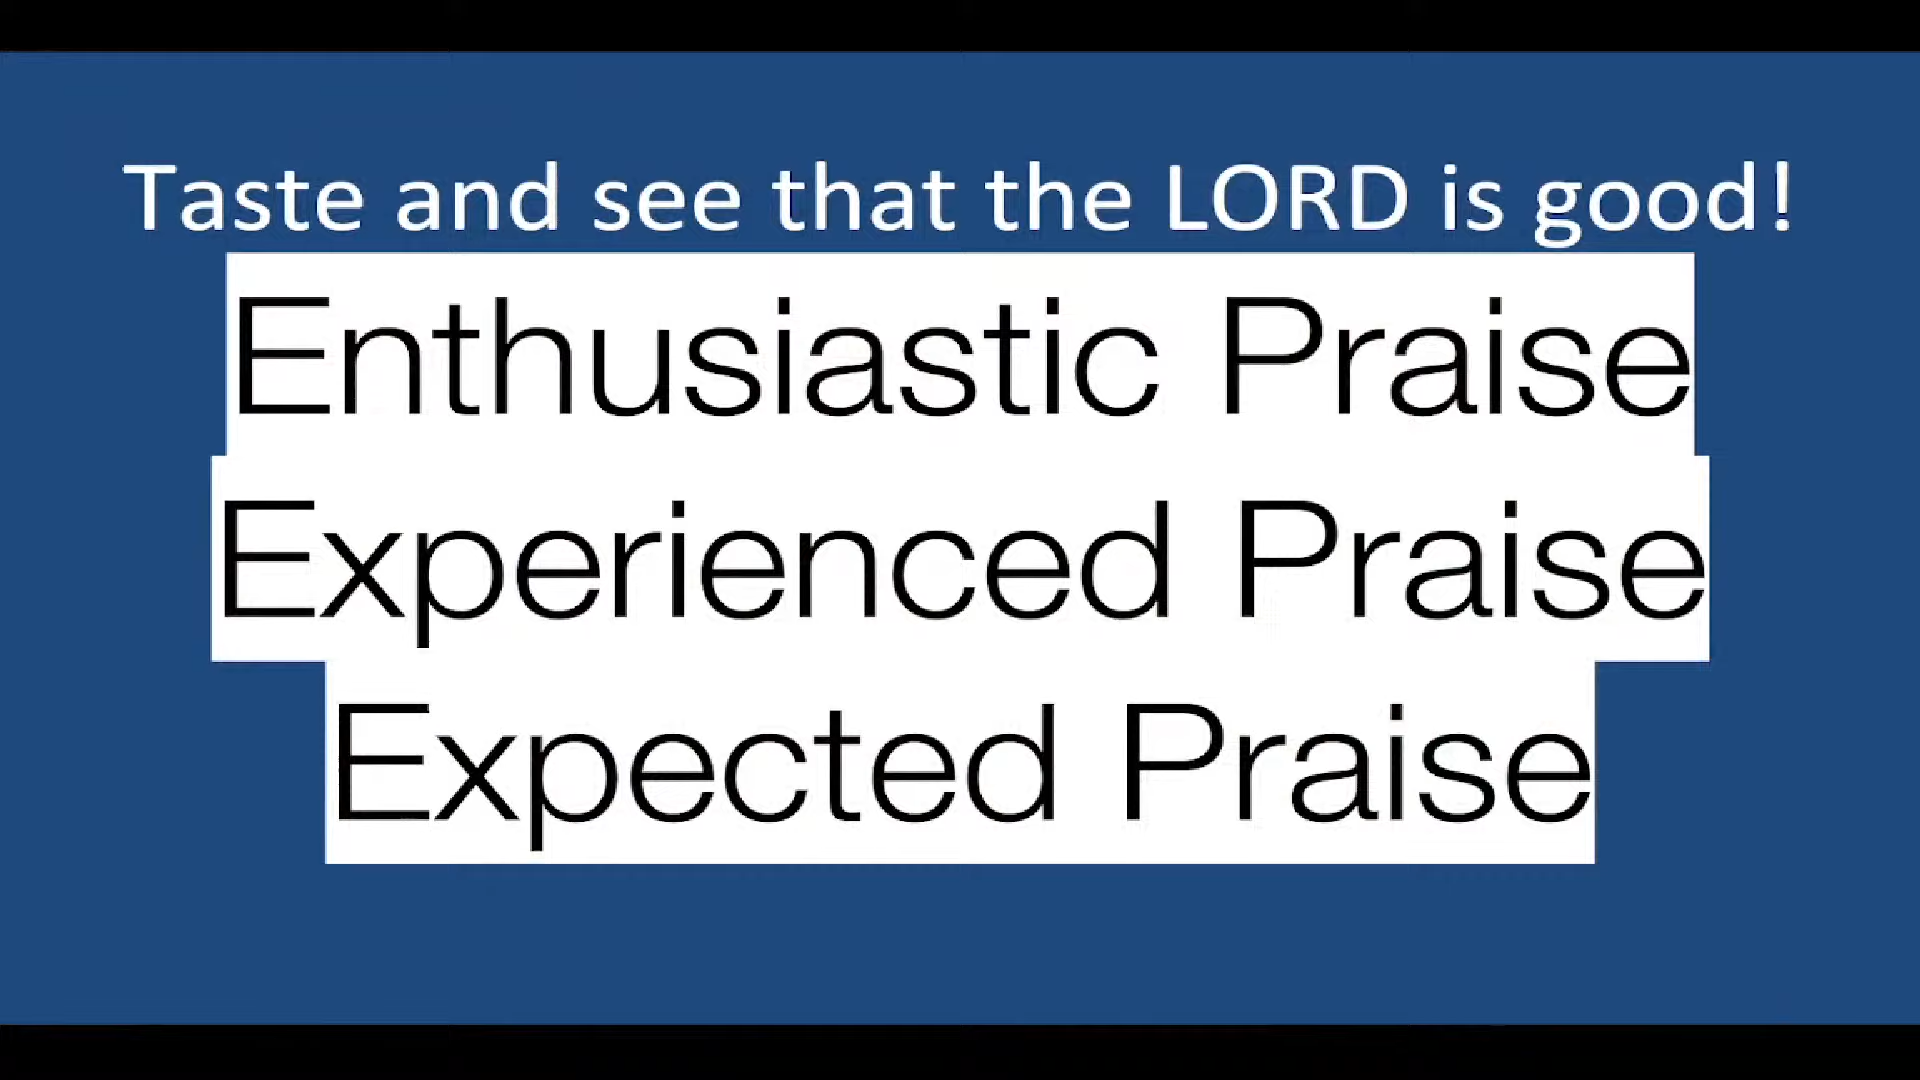 Taste and see that the LORD is good!
Enthusiastic Praise
Experienced Praise
Expected Praise